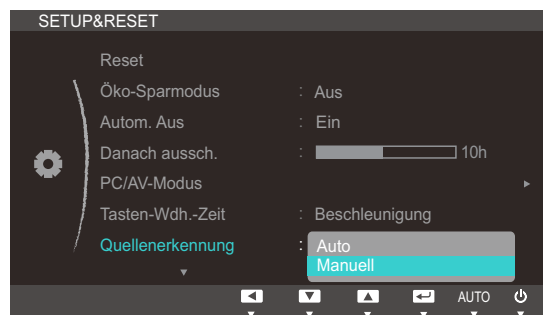 SETUP&RESET
Reset
Öko-Sparmodus : Aus
Autom. Aus : Ein
Danach aussch. : 10h
PC/AV-Modus
Tasten-Wdh.-Zeit : Beschleunigung
Quellenerkennung : Auto
Manuell
AUTO